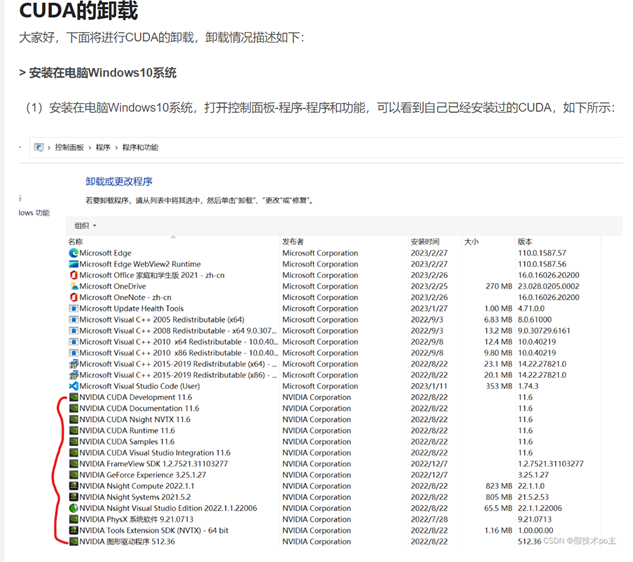 CUDA的卸载
大家好，下面将进行CUDA的卸载，卸载情况描述如下：
> 安装在电脑Windows10系统
（1）安装在电脑Windows10系统，打开控制面板-程序-程序和功能，可以看到自己已经安装过的CUDA，如下所示：
控制面板 › 程序 › 程序和功能
卸载或更改程序
若要卸载程序，请从列表中将其选中，然后单击“卸载”、“更改”或“修复”。
lows 功能
组织
名称 发布者 安装时间 大小 版本
Microsoft Edge Microsoft Corporation 2023/2/27 110.0.1587.57
Microsoft Edge WebView2 Runtime Microsoft Corporation 2023/2/27 110.0.1587.56
Microsoft Office 家庭和学生版 2021 - zh-cn Microsoft Corporation 2023/2/26 16.0.16026.20200
Microsoft OneDrive Microsoft Corporation 2023/2/25 270 MB 23.028.0205.0002
Microsoft OneNote - zh-cn Microsoft Corporation 2023/2/26 16.0.16026.20200
Microsoft Update Health Tools Microsoft Corporation 2023/1/27 1.00 MB 4.71.0.0
Microsoft Visual C++ 2005 Redistributable (x64) Microsoft Corporation 2022/9/3 6.83 MB 8.0.61000
Microsoft Visual C++ 2008 Redistributable - x64 9.0.307... Microsoft Corporation 2022/9/3 13.2 MB 9.0.30729.6161
Microsoft Visual C++ 2010 x64 Redistributable - 10.0.40... Microsoft Corporation 2022/9/8 12.4 MB 10.0.40219
Microsoft Visual C++ 2010 x86 Redistributable - 10.0.40... Microsoft Corporation 2022/9/8 9.80 MB 10.0.40219
Microsoft Visual C++ 2015-2019 Redistributable (x64) - ... Microsoft Corporation 2022/8/22 23.1 MB 14.22.27821.0
Microsoft Visual C++ 2015-2019 Redistributable (x86) - ... Microsoft Corporation 2022/8/22 20.1 MB 14.22.27821.0
Microsoft Visual Studio Code (User) Microsoft Corporation 2023/1/11 353 MB 1.74.3
NVIDIA CUDA Development 11.6 NVIDIA Corporation 2022/8/22 11.6
NVIDIA CUDA Documentation 11.6 NVIDIA Corporation 2022/8/22 11.6
NVIDIA CUDA Nsight NVTX 11.6 NVIDIA Corporation 2022/8/22 11.6
NVIDIA CUDA Runtime 11.6 NVIDIA Corporation 2022/8/22 11.6
NVIDIA CUDA Samples 11.6 NVIDIA Corporation 2022/8/22 11.6
NVIDIA CUDA Visual Studio Integration 11.6 NVIDIA Corporation 2022/8/22 11.6
NVIDIA FrameView SDK 1.2.7521.31103277 NVIDIA Corporation 2022/12/7 1.2.7521.31103277
NVIDIA GeForce Experience 3.25.1.27 NVIDIA Corporation 2022/12/7 3.25.1.27
NVIDIA Nsight Compute 2022.1.1 NVIDIA Corporation 2022/8/22 823 MB 22.1.1.0
NVIDIA Nsight Systems 2021.5.2 NVIDIA Corporation 2022/8/22 805 MB 21.5.2.53
NVIDIA Nsight Visual Studio Edition 2022.1.1.22006 NVIDIA Corporation 2022/8/22 65.5 MB 22.1.1.22006
NVIDIA PhysX 系统软件 9.21.0713 NVIDIA Corporation 2022/7/28 9.21.0713
NVIDIA Tools Extension SDK (NVTX) - 64 bit NVIDIA Corporation 2022/8/22 1.16 MB 1.00.00.00
NVIDIA 图形驱动程序 512.36 NVIDIA Corporation 2022/8/22 512.36
CSDN @假技术po主